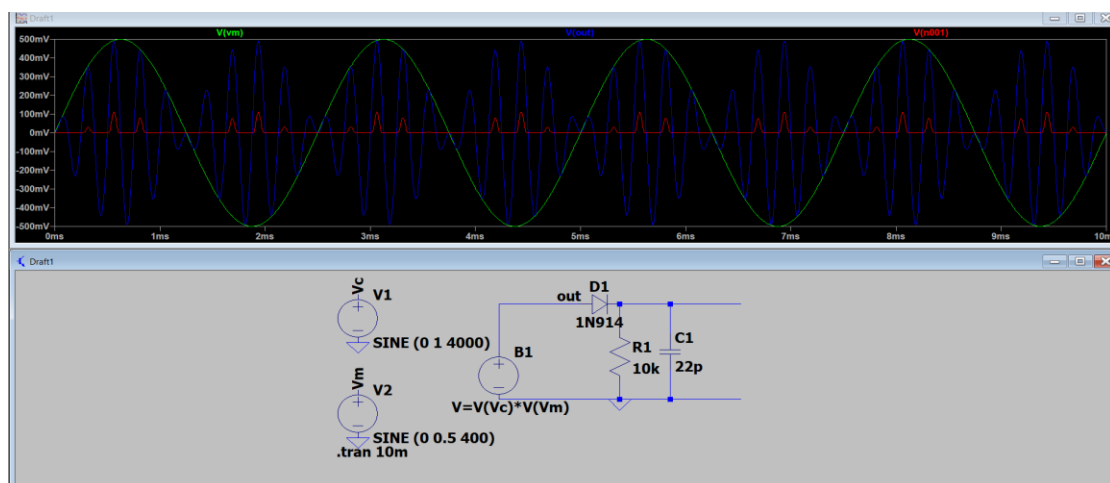 Draft1
V(vm) V(out) V(n001)
500mV
400mV
300mV
200mV
100mV
0mV
-100mV
-200mV
-300mV
-400mV
-500mV
0ms 1ms 2ms 3ms 4ms 5ms 6ms 7ms 8ms 9ms 10m
Draft1
Vc
V1
SINE (0 1 4000)
Vm
V2
SINE (0 0.5 400)
.tran 10m
B1
V=V(Vc)*V(Vm)
out
D1
1N914
R1
10k
C1
22p